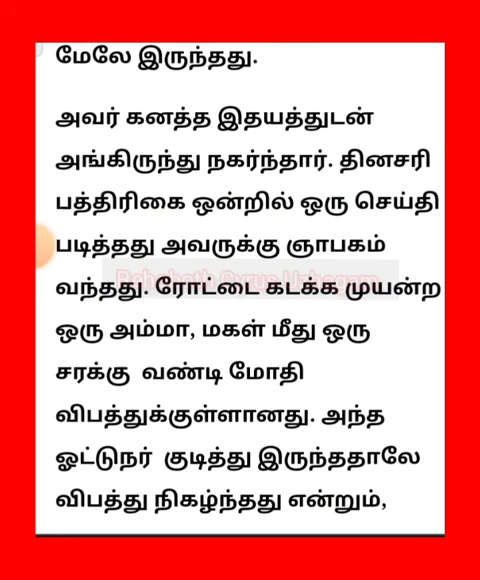 மேலே இருந்தது.
அவர் கனத்த இதயத்துடன்
அங்கிருந்து நகர்ந்தார். தினசரி
பத்திரிகை ஒன்றில் ஒரு செய்தி
படித்தது அவருக்கு ஞாபகம்
வந்தது. ரோட்டை கடக்க முயன்ற
ஒரு அம்மா, மகள் மீது ஒரு
சரக்கு வண்டி மோதி
விபத்துக்குள்ளானது. அந்த
ஓட்டுநர் குடித்து இருந்ததாலே
விபத்து நிகழ்ந்தது என்றும்,